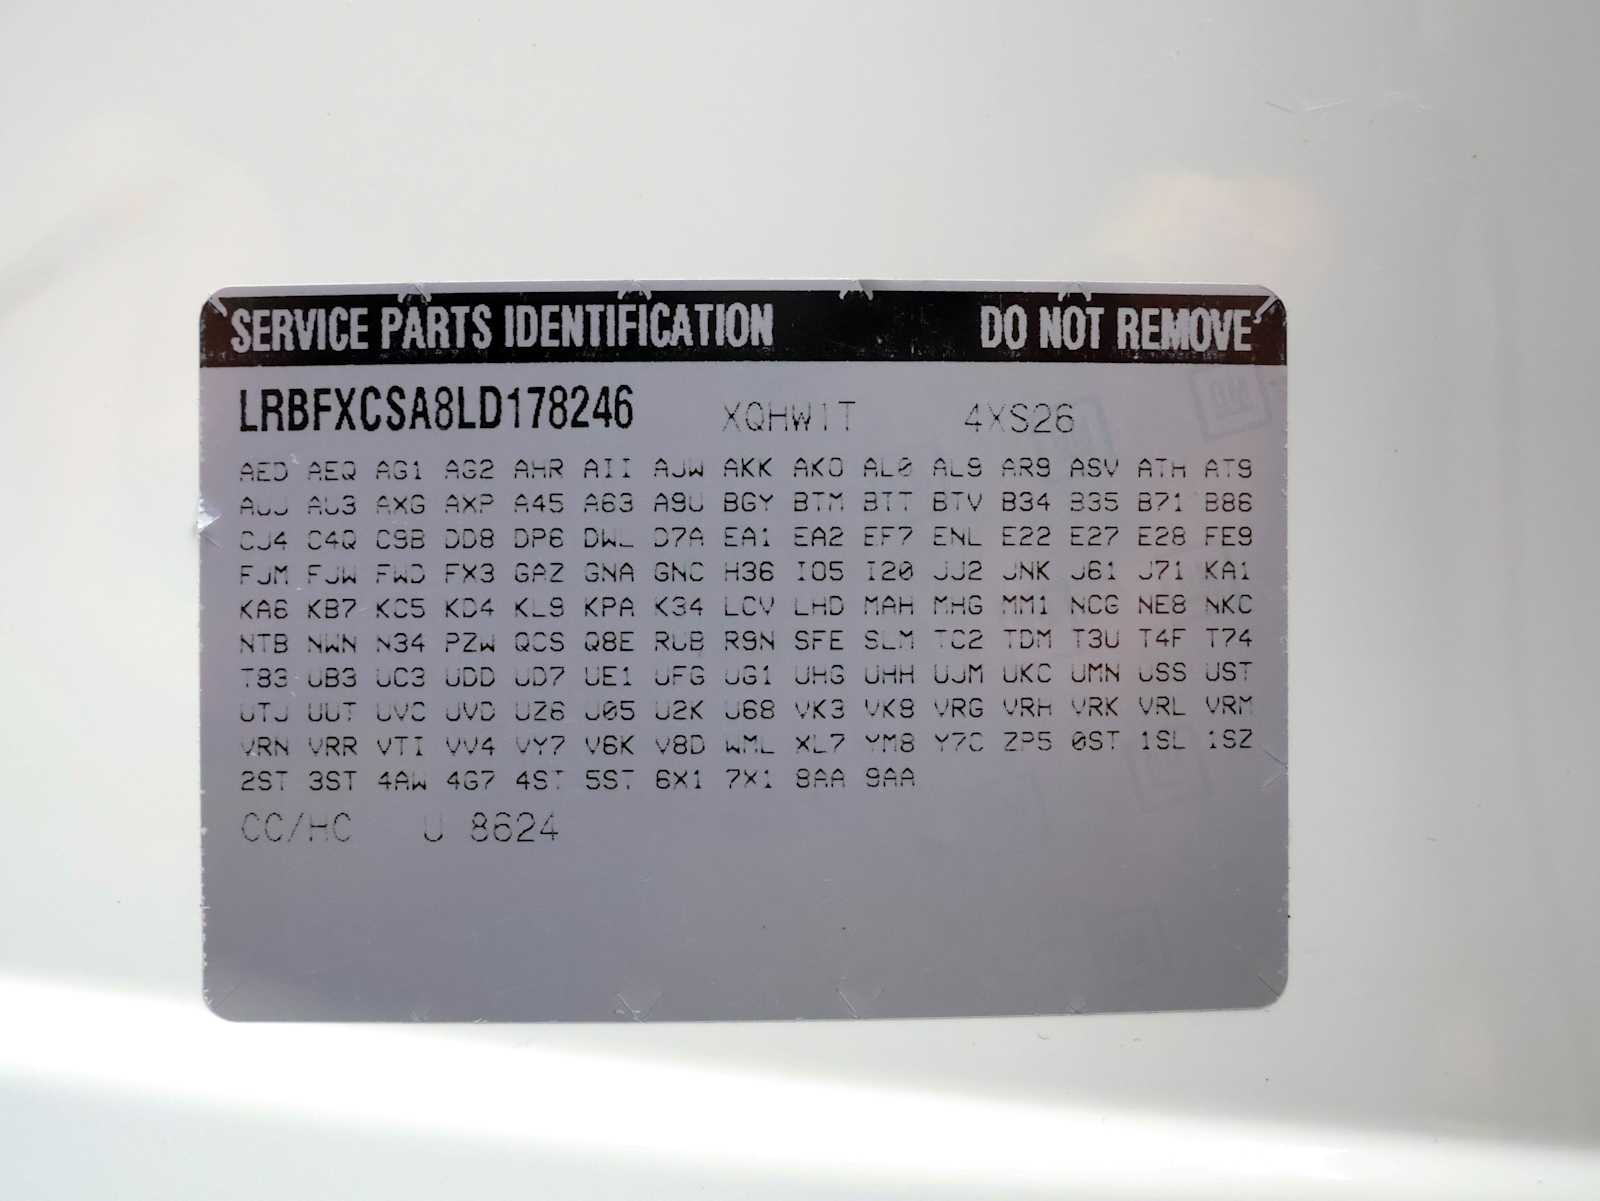 SERVICE PARTS IDENTIFICATION DO NOT REMOVE
LRBFXCSA8LD178246 XQHW1T 4XS26
AED AEQ AG1 AG2 AHR AII AJW AKK AKO AL0 AL9 AR9 ASV ATH AT9
AUJ AU3 AXG AXP A45 A63 A9U BGY BTM BTT BTV B34 B35 B71 B86
CJ4 C4Q C9B DD8 DP6 DWL D7A EA1 EA2 EF7 ENL E22 E27 E28 FE9
FJM FJW FWD FX3 GAZ GNA GNC H36 IO5 I20 JJ2 JNK J61 J71 KA1
KA6 KB7 KC5 KD4 KL9 KPA K34 LCV LHD MAH MHG MM1 NCG NE8 NKC
NTB NWN N34 PZW QCS Q8E RUB R9N SFE SLM TC2 TDM T3U T4F T74
T83 UB3 UC3 UDD UD7 UE1 UFG UG1 UHG UHH UJM UKC UMN USS UST
UTJ UUT UVC UVD UZ6 U05 U2K U68 VK3 VK8 VRG VRH VRK VRL VRM
VRN VRR VTI VV4 VY7 V6K V8D WML XL7 YM8 Y7C ZP5 0ST 1SL 1SZ
2ST 3ST 4AW 4G7 4ST 5ST 6X1 7X1 8AA 9AA
CC/HC U 8624